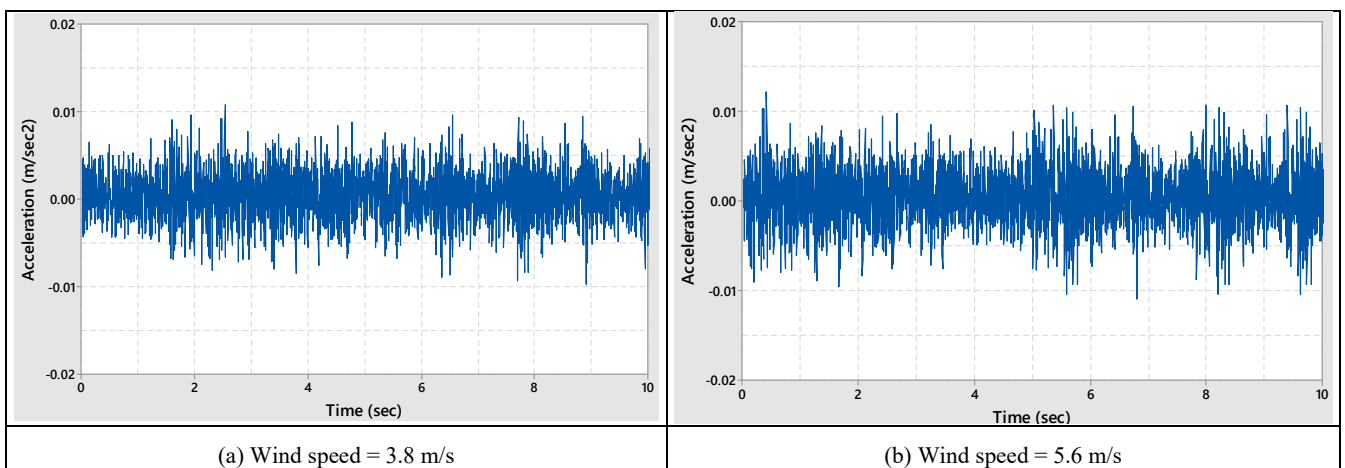 0.02
0.01
0.00
-0.01
-0.02
Acceleration (m/sec2)
0 2 4 6 8 10
Time (sec)
(a) Wind speed = 3.8 m/s
0.02
0.01
0.00
-0.01
-0.02
Acceleration (m/sec2)
0 2 4 6 8 10
Time (sec)
(b) Wind speed = 5.6 m/s